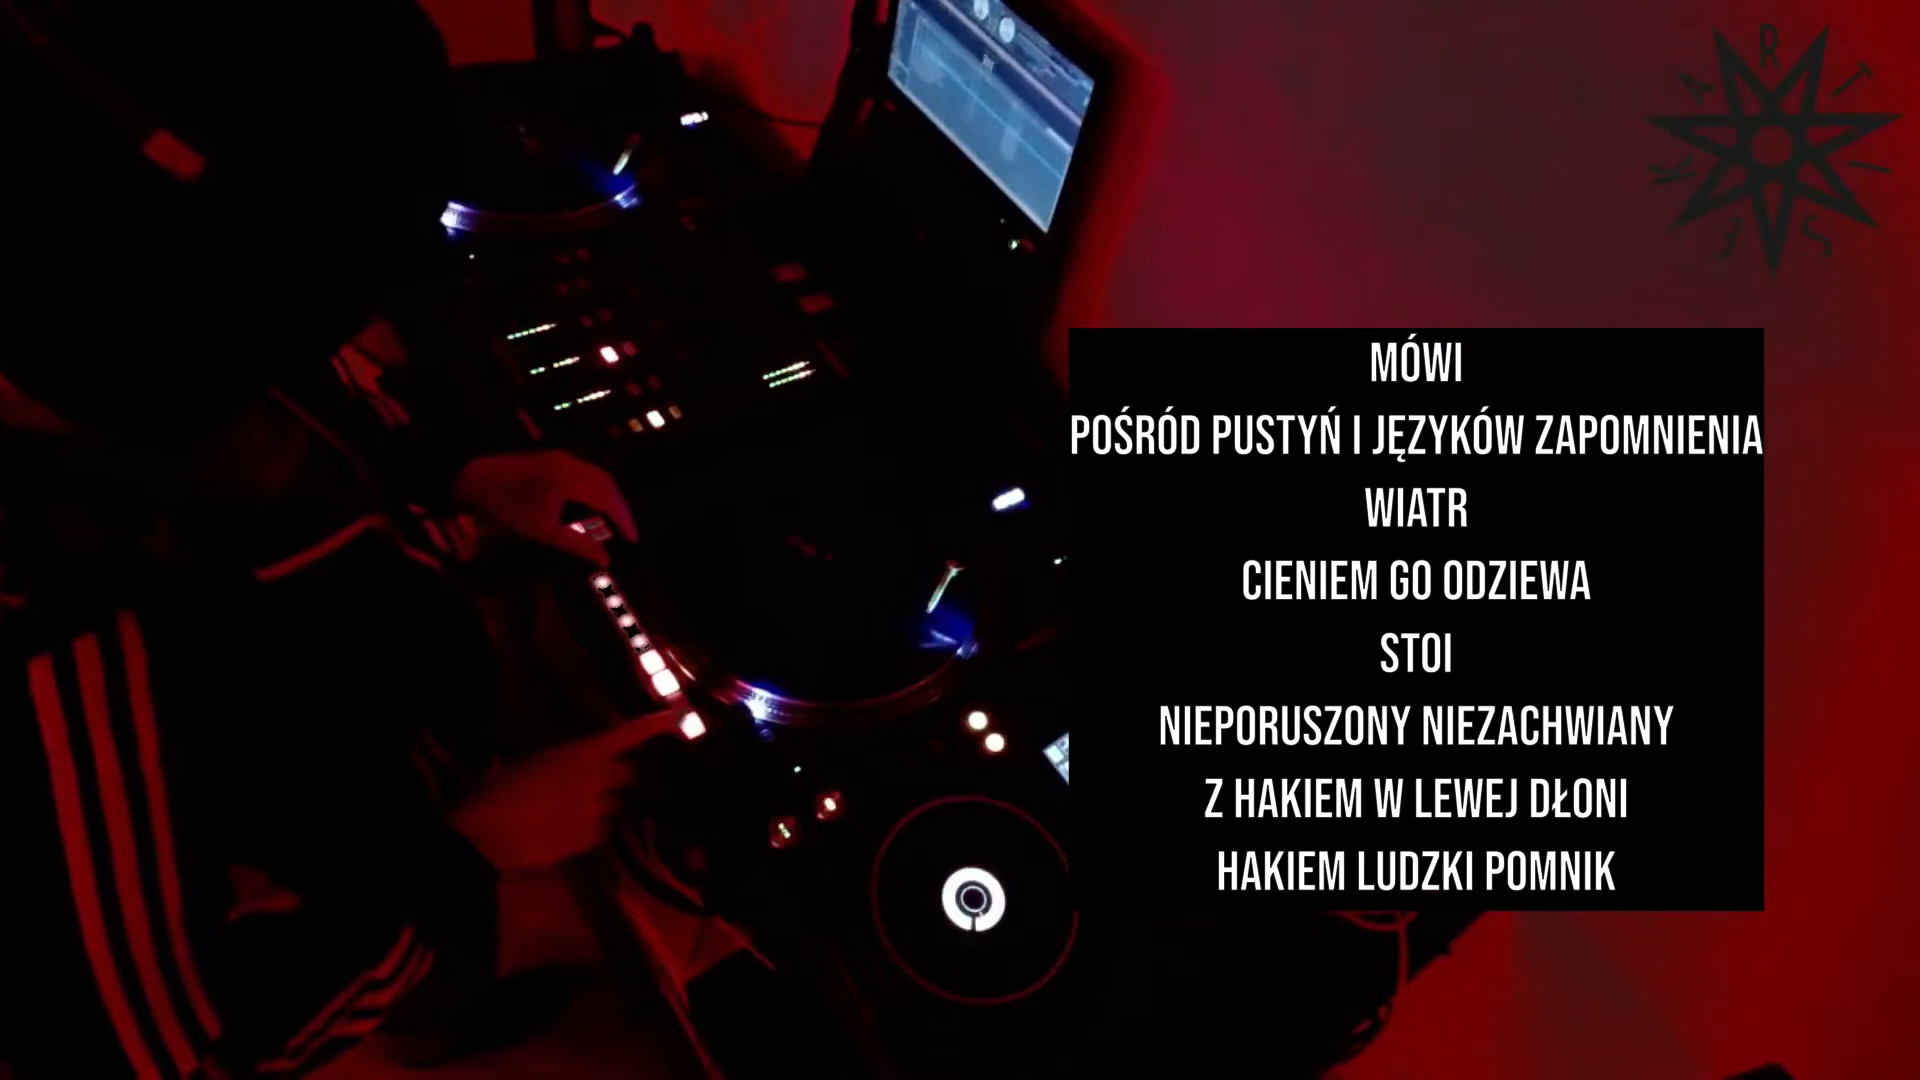 MÓWI
POŚRÓD PUSTYŃ I JĘZYKÓW ZAPOMNIENIA
WIATR
CIENIEM GO ODZIEWA
STOI
NIEPORUSZONY NIEZACHWIANY
Z HAKIEM W LEWEJ DŁONI
HAKIEM LUDZKI POMNIK